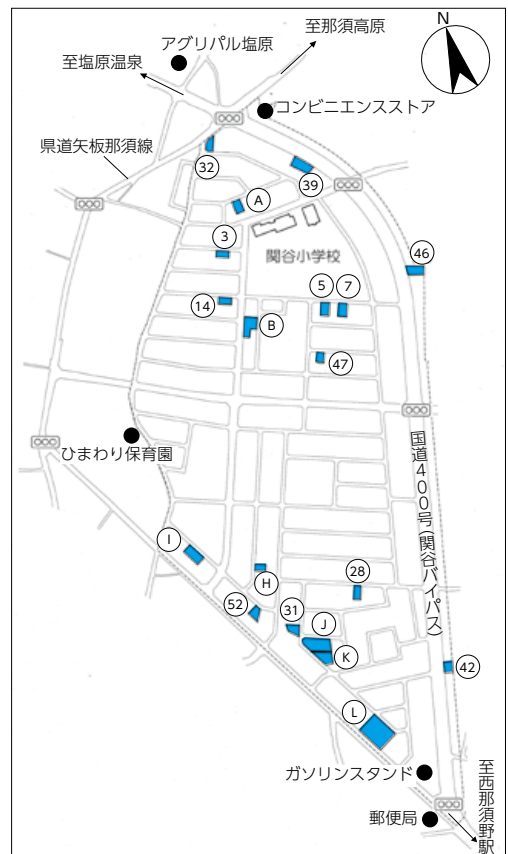 N
アグリパル塩原
至那須高原
至塩原温泉
コンビニエンスストア
県道矢板那須線
32
39
A
3
関谷小学校
46
5
7
14
B
47
ひまわり保育園
国道400号(関谷バイパス)
I
H
28
52
31
J
K
42
L
ガソリンスタンド
至西那須野駅
郵便局